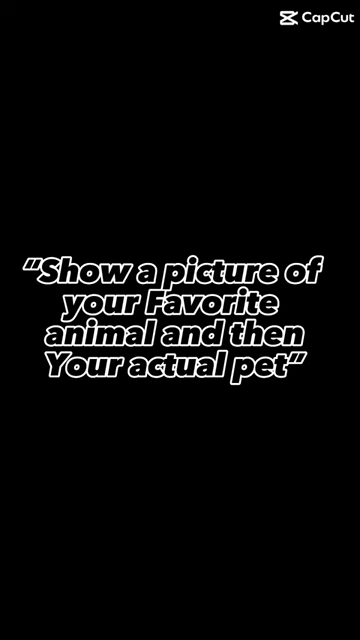 CapCut
"Show a picture of
your Favorite
animal and then
Your actual pet"